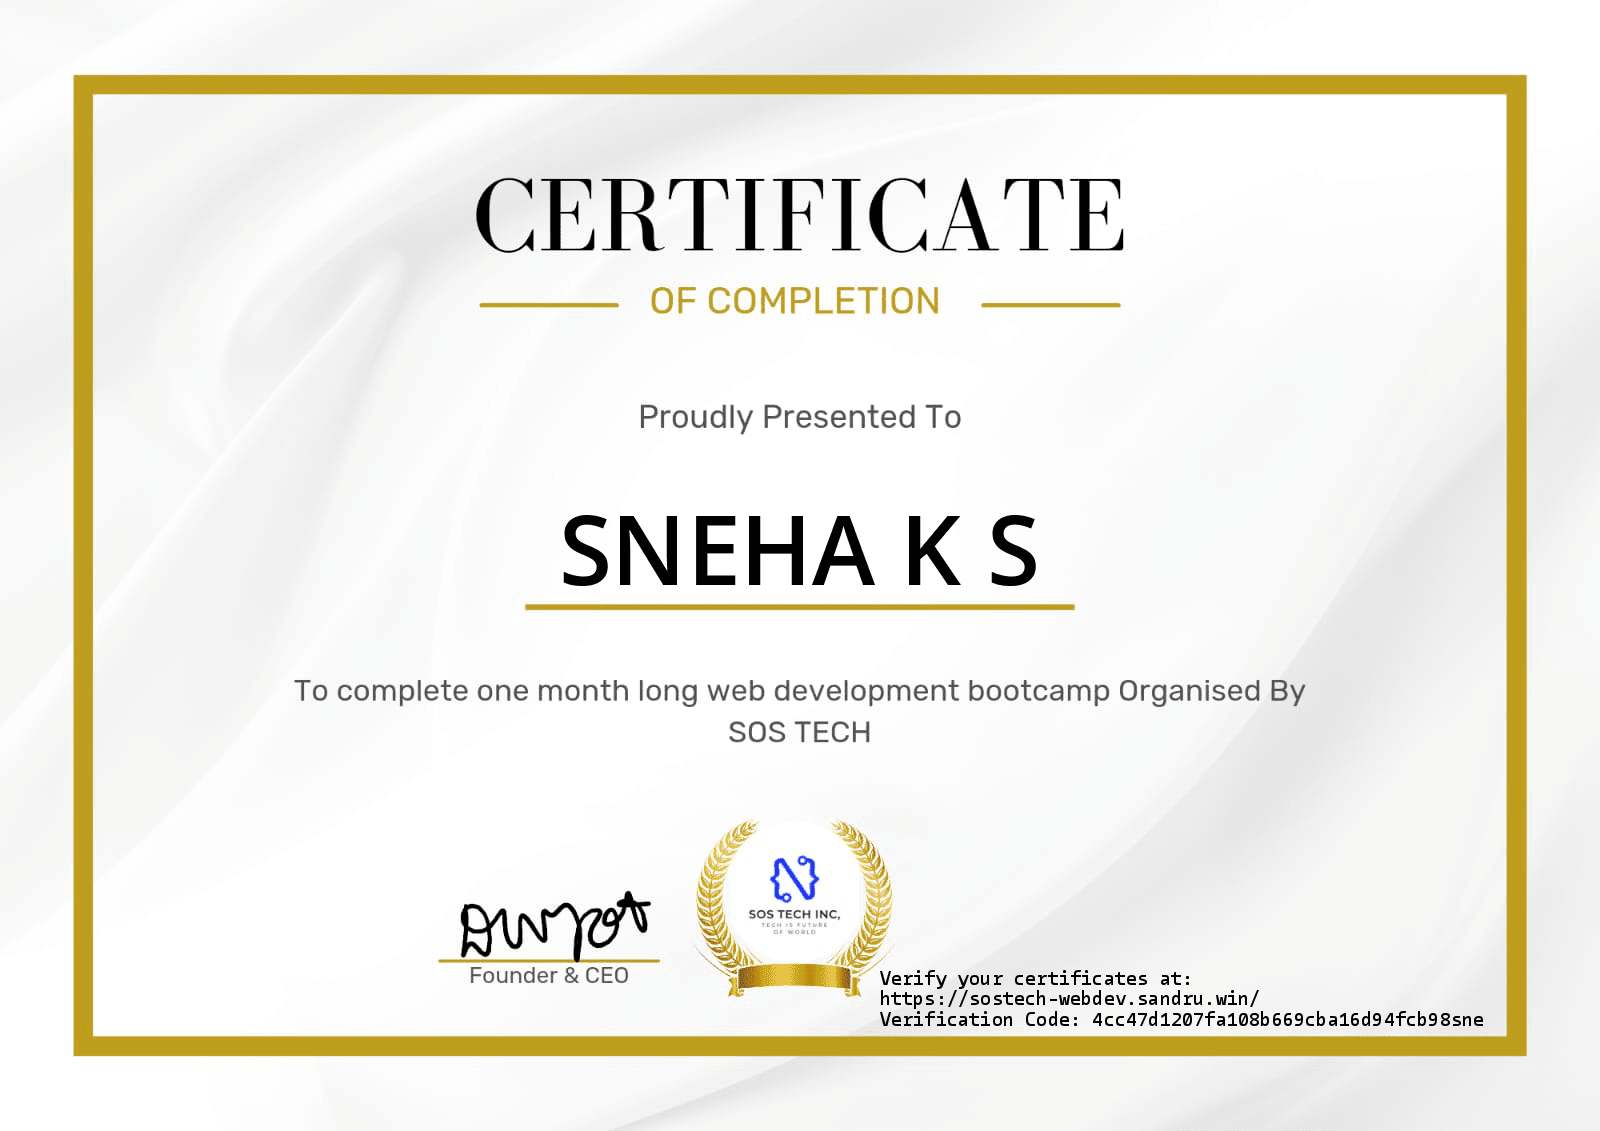 CERTIFICATE
OF COMPLETION
Proudly Presented To
SNEHA K S
To complete one month long web development bootcamp Organised By
SOS TECH
Founder & CEO
SOS TECH INC,
TECH IS FUTURE
OF WORLD
Verify your certificates at:
https://sostech-webdev.sandru.win/
Verification Code: 4cc47d1207fa108b669cba16d94fcb98sne